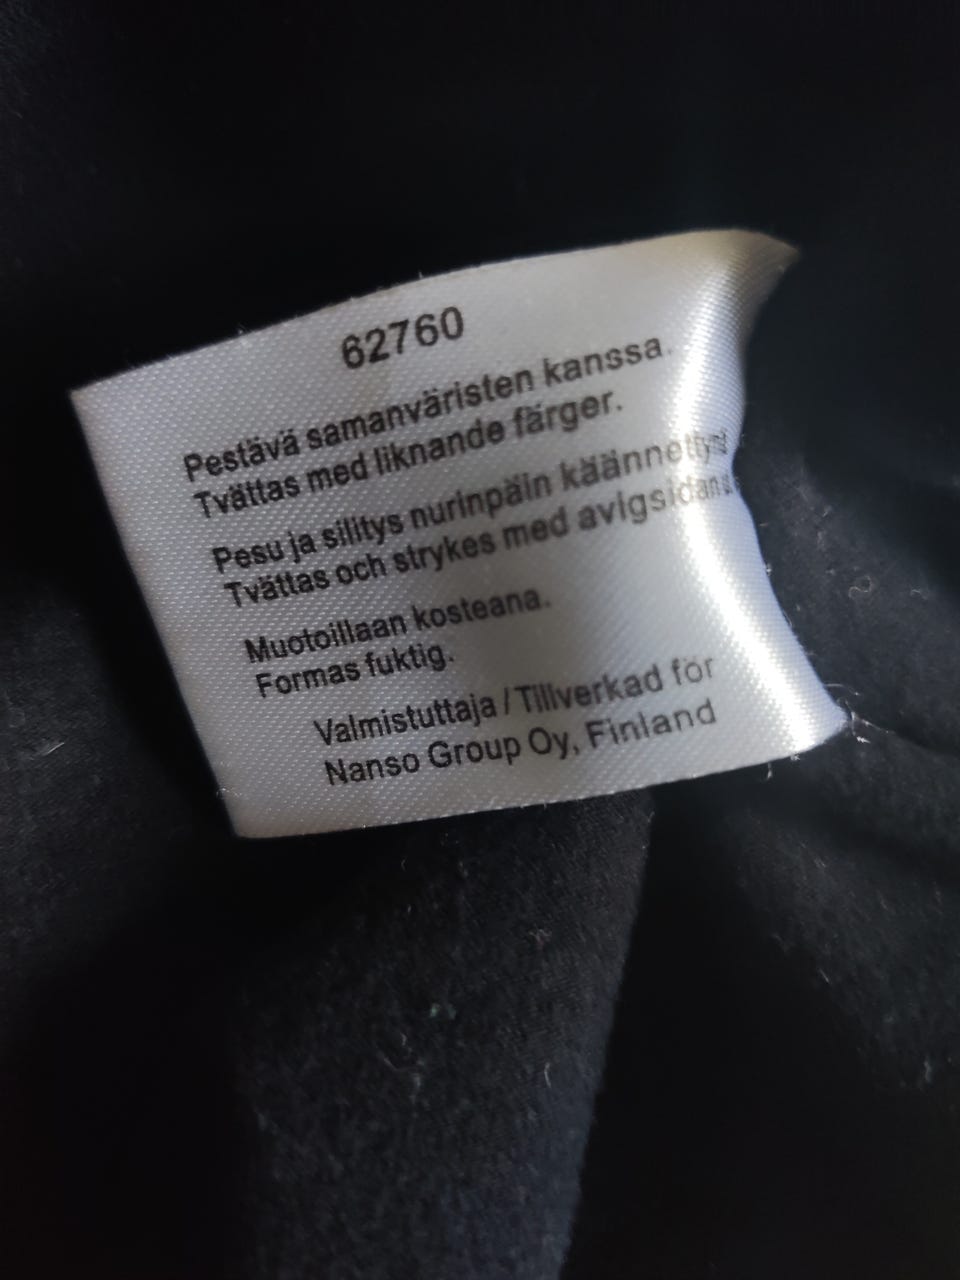 62760
Pestävä samanväristen kanssa.
Tvättas med liknande färger.
Pesu ja silitys nurinpäin
Tvättas och strykes med
Muotoillaan kosteana.
Formas fuktig.
Valmistuttaja / Tillverkad för
Nanso Group Oy, Finland